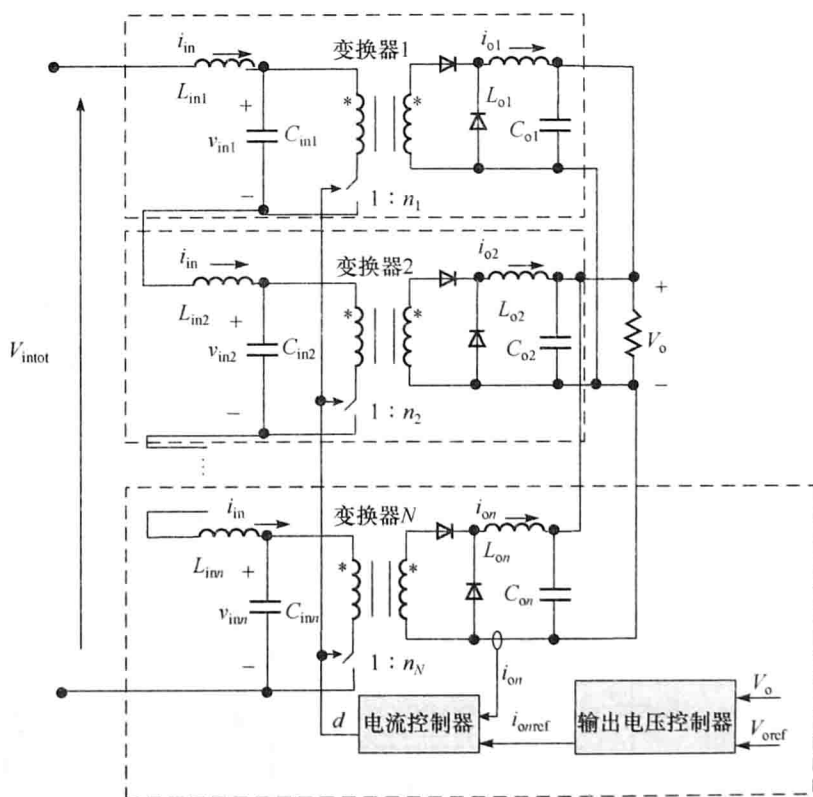 i_in
变换器1
i_o1
L_in1
+
*
*
L_o1
v_in1
C_in1
C_o1
−
1：n_1
i_in
变换器2
i_o2
L_in2
+
*
*
L_o2
+
V_intot
v_in2
C_in2
C_o2
V_o
−
−
1：n_2
⋮
i_in
变换器N
i_on
L_inn
+
*
*
L_on
v_inn
C_inn
C_on
−
1：n_N
i_on
V_o
d
电流控制器
i_onref
输出电压控制器
V_oref